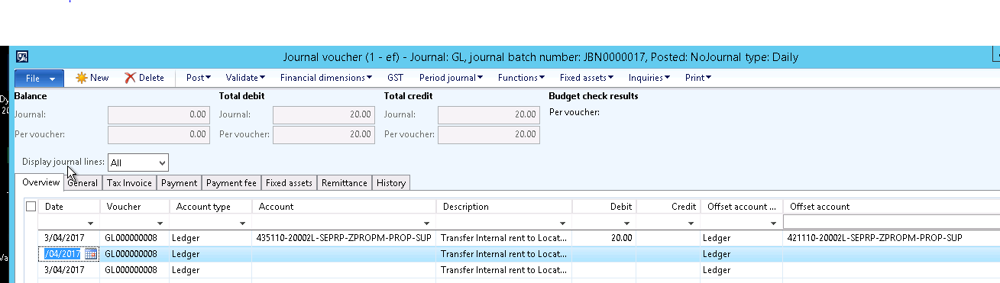 Journal voucher (1 - ef) - Journal: GL, journal batch number: JBN0000017, Posted: NoJournal type: Daily
File New Delete Post Validate Financial dimensions GST Period journal Functions Fixed assets Inquiries Print
Balance Total debit Total credit Budget check results
Journal: 0.00 Journal: 20.00 Journal: 20.00 Per voucher:
Per voucher: 0.00 Per voucher: 20.00 Per voucher: 20.00
Display journal lines: All
Overview General Tax Invoice Payment Payment fee Fixed assets Remittance History
Date Voucher Account type Account Description Debit Credit Offset account ... Offset account
3/04/2017 GL000000008 Ledger 435110-20002L-SEPRP-ZPROPM-PROP-SUP Transfer Internal rent to Locat... 20.00 Ledger 421110-20002L-SEPRP-ZPROPM-PROP-SUP
/04/2017 GL000000008 Ledger Transfer Internal rent to Locat... Ledger
3/04/2017 GL000000008 Ledger Transfer Internal rent to Locat... Ledger